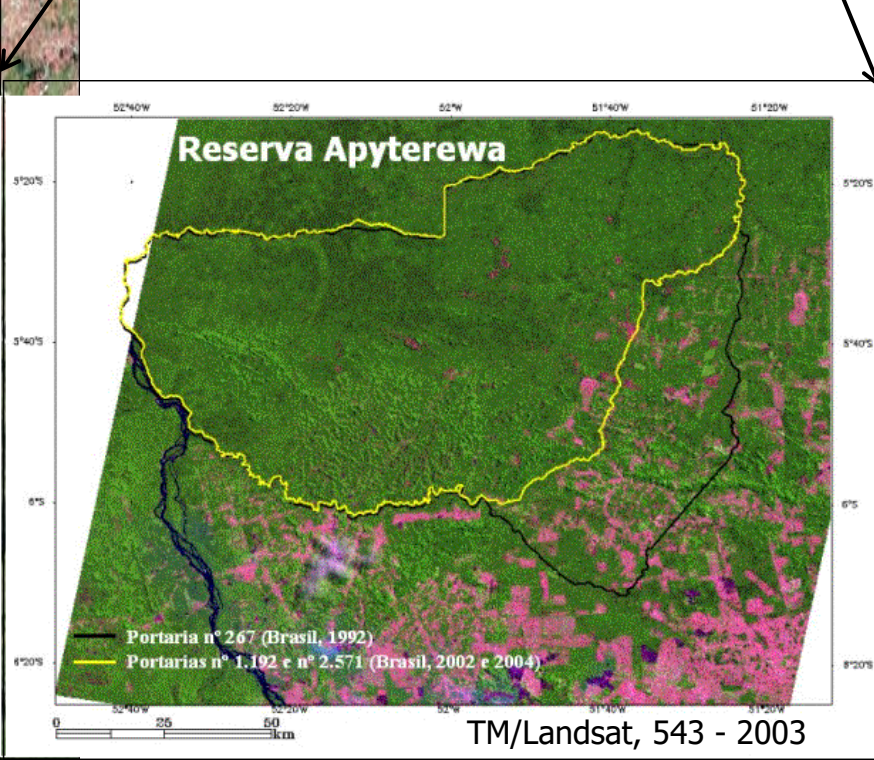 52°40'W 52°20'W 52°W 51°40'W 51°20'W
Reserva Apyterewa
5°20'S 5°20'S
5°40'S 5°40'S
6°S 6°S
Portaria nº 267 (Brasil, 1992)
Portarias nº 1.192 e nº 2.571 (Brasil, 2002 e 2004)
6°20'S 6°20'S
52°40'W 52°20'W 52°W 51°40'W 51°20'W
0 25 50
km
TM/Landsat, 543 - 2003